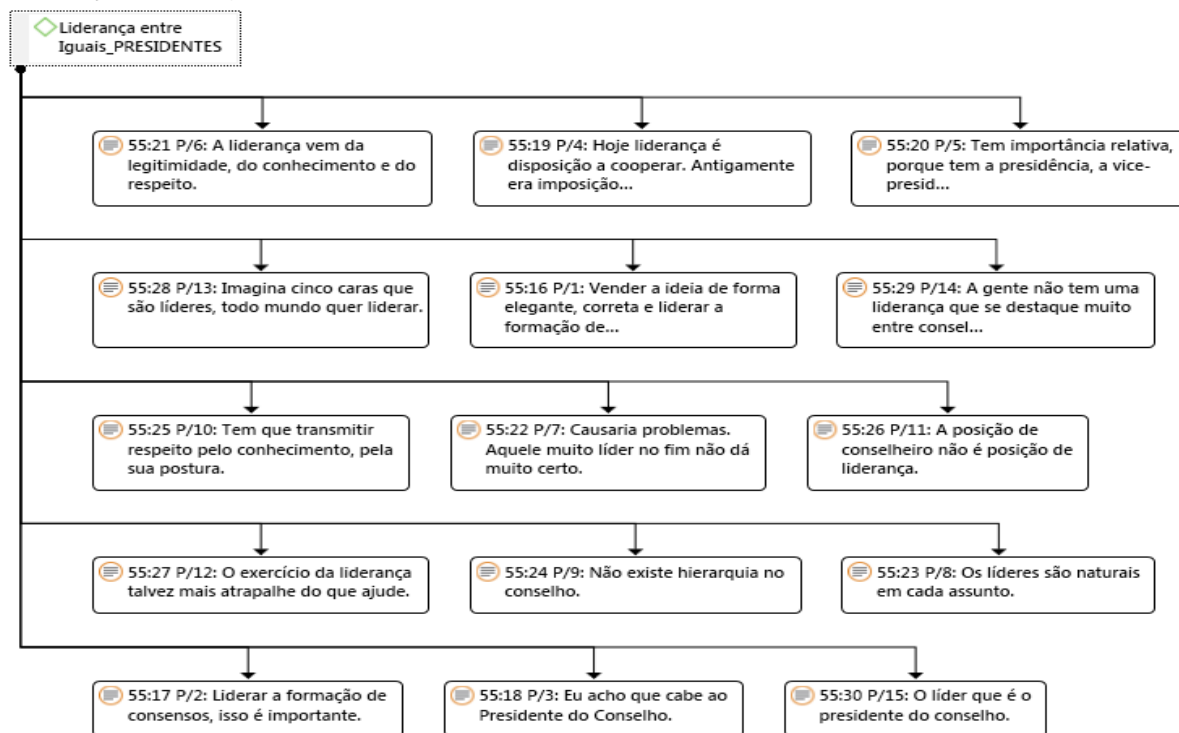 Liderança entre
Iguais_PRESIDENTES
55:21 P/6: A liderança vem da
legitimidade, do conhecimento e do
respeito.
55:19 P/4: Hoje liderança é
disposição a cooperar. Antigamente
era imposição...
55:20 P/5: Tem importância relativa,
porque tem a presidência, a vice-
presid...
55:28 P/13: Imagina cinco caras que
são líderes, todo mundo quer liderar.
55:16 P/1: Vender a ideia de forma
elegante, correta e liderar a
formação de...
55:29 P/14: A gente não tem uma
liderança que se destaque muito
entre consel...
55:25 P/10: Tem que transmitir
respeito pelo conhecimento, pela
sua postura.
55:22 P/7: Causaria problemas.
Aquele muito líder no fim não dá
muito certo.
55:26 P/11: A posição de
conselheiro não é posição de
liderança.
55:27 P/12: O exercício da liderança
talvez mais atrapalhe do que ajude.
55:24 P/9: Não existe hierarquia no
conselho.
55:23 P/8: Os líderes são naturais
em cada assunto.
55:17 P/2: Liderar a formação de
consensos, isso é importante.
55:18 P/3: Eu acho que cabe ao
Presidente do Conselho.
55:30 P/15: O líder que é o
presidente do conselho.